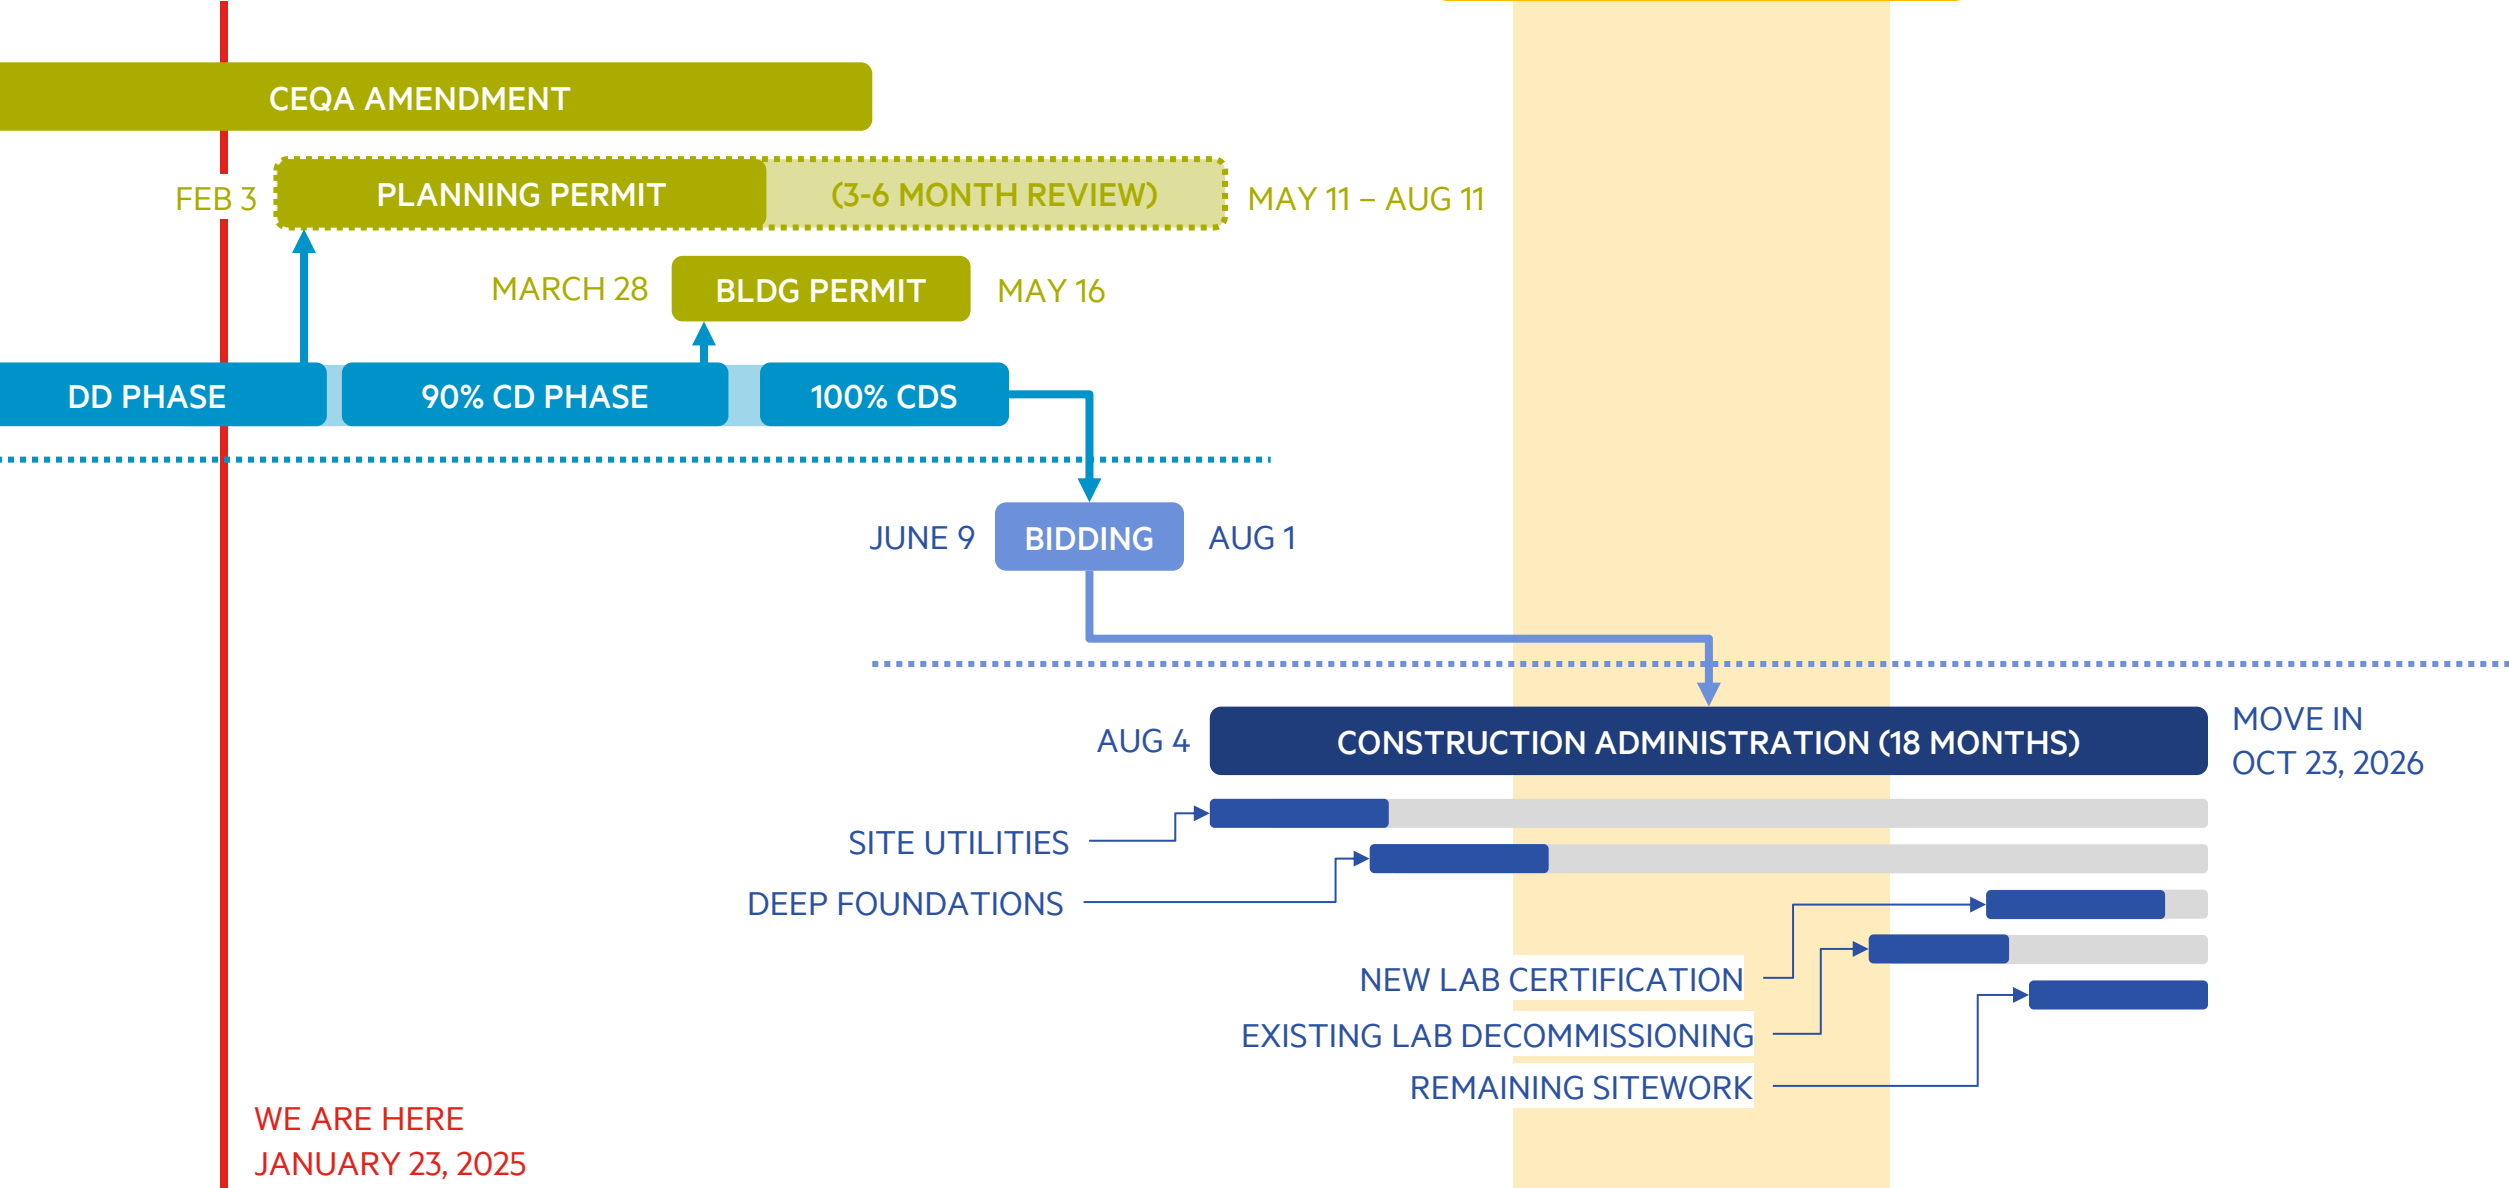 CEQA AMENDMENT
FEB 3
PLANNING PERMIT
(3-6 MONTH REVIEW)
MAY 11 – AUG 11
MARCH 28
BLDG PERMIT
MAY 16
DD PHASE
90% CD PHASE
100% CDS
JUNE 9
BIDDING
AUG 1
AUG 4
CONSTRUCTION ADMINISTRATION (18 MONTHS)
MOVE IN
OCT 23, 2026
SITE UTILITIES
DEEP FOUNDATIONS
NEW LAB CERTIFICATION
EXISTING LAB DECOMMISSIONING
REMAINING SITEWORK
WE ARE HERE
JANUARY 23, 2025